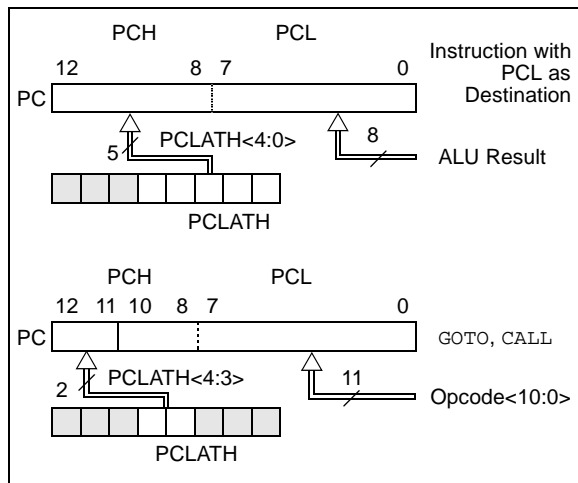 PCH PCL
12 8 7 0
Instruction with
PCL as
Destination
PC
5 PCLATH<4:0> 8
ALU Result
PCLATH
PCH PCL
12 11 10 8 7 0
PC
GOTO, CALL
2 PCLATH<4:3> 11
Opcode<10:0>
PCLATH